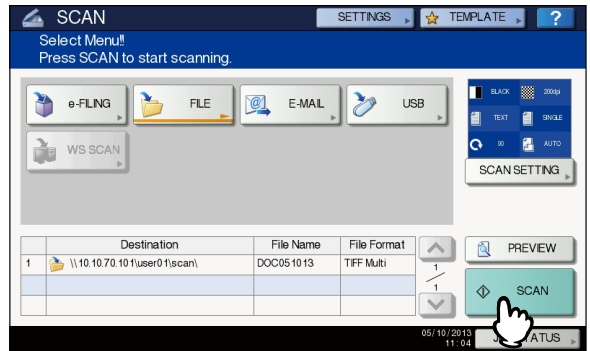 SCAN
SETTINGS
TEMPLATE
?
Select Menu!!
Press SCAN to start scanning.
e-FILING
FILE
E-MAIL
USB
WS SCAN
BLACK
200dpi
TEXT
SINGLE
90
AUTO
SCAN SETTING
Destination File Name File Format
1 \\10.10.70.101\user01\scan\ DOC051013 TIFF Multi
1
1
PREVIEW
SCAN
05/10/2013
11:04
ATUS